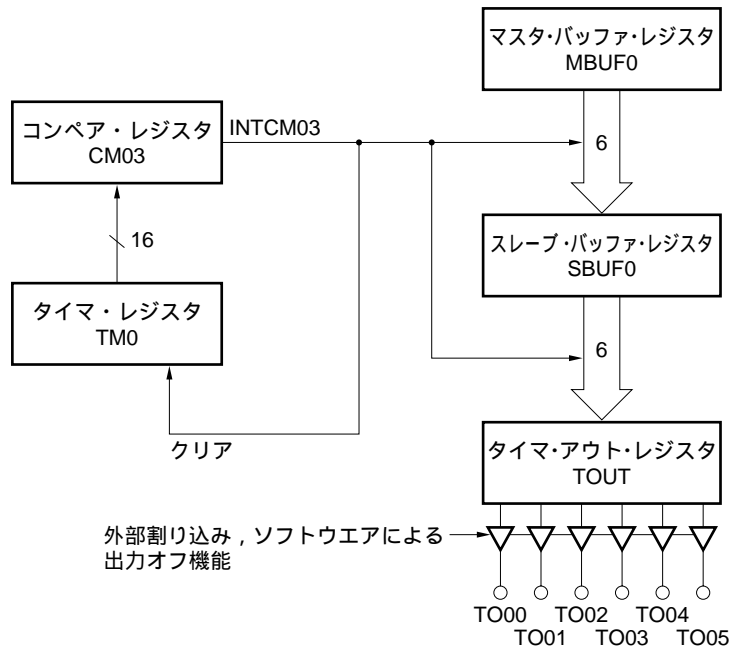 マスタ・バッファ・レジスタ
MBUF0
コンペア・レジスタ
CM03
INTCM03
6
16
スレーブ・バッファ・レジスタ
SBUF0
タイマ・レジスタ
TM0
6
クリア
タイマ・アウト・レジスタ
TOUT
外部割り込み，ソフトウエアによる
出力オフ機能
TO00
TO02
TO04
TO01
TO03
TO05